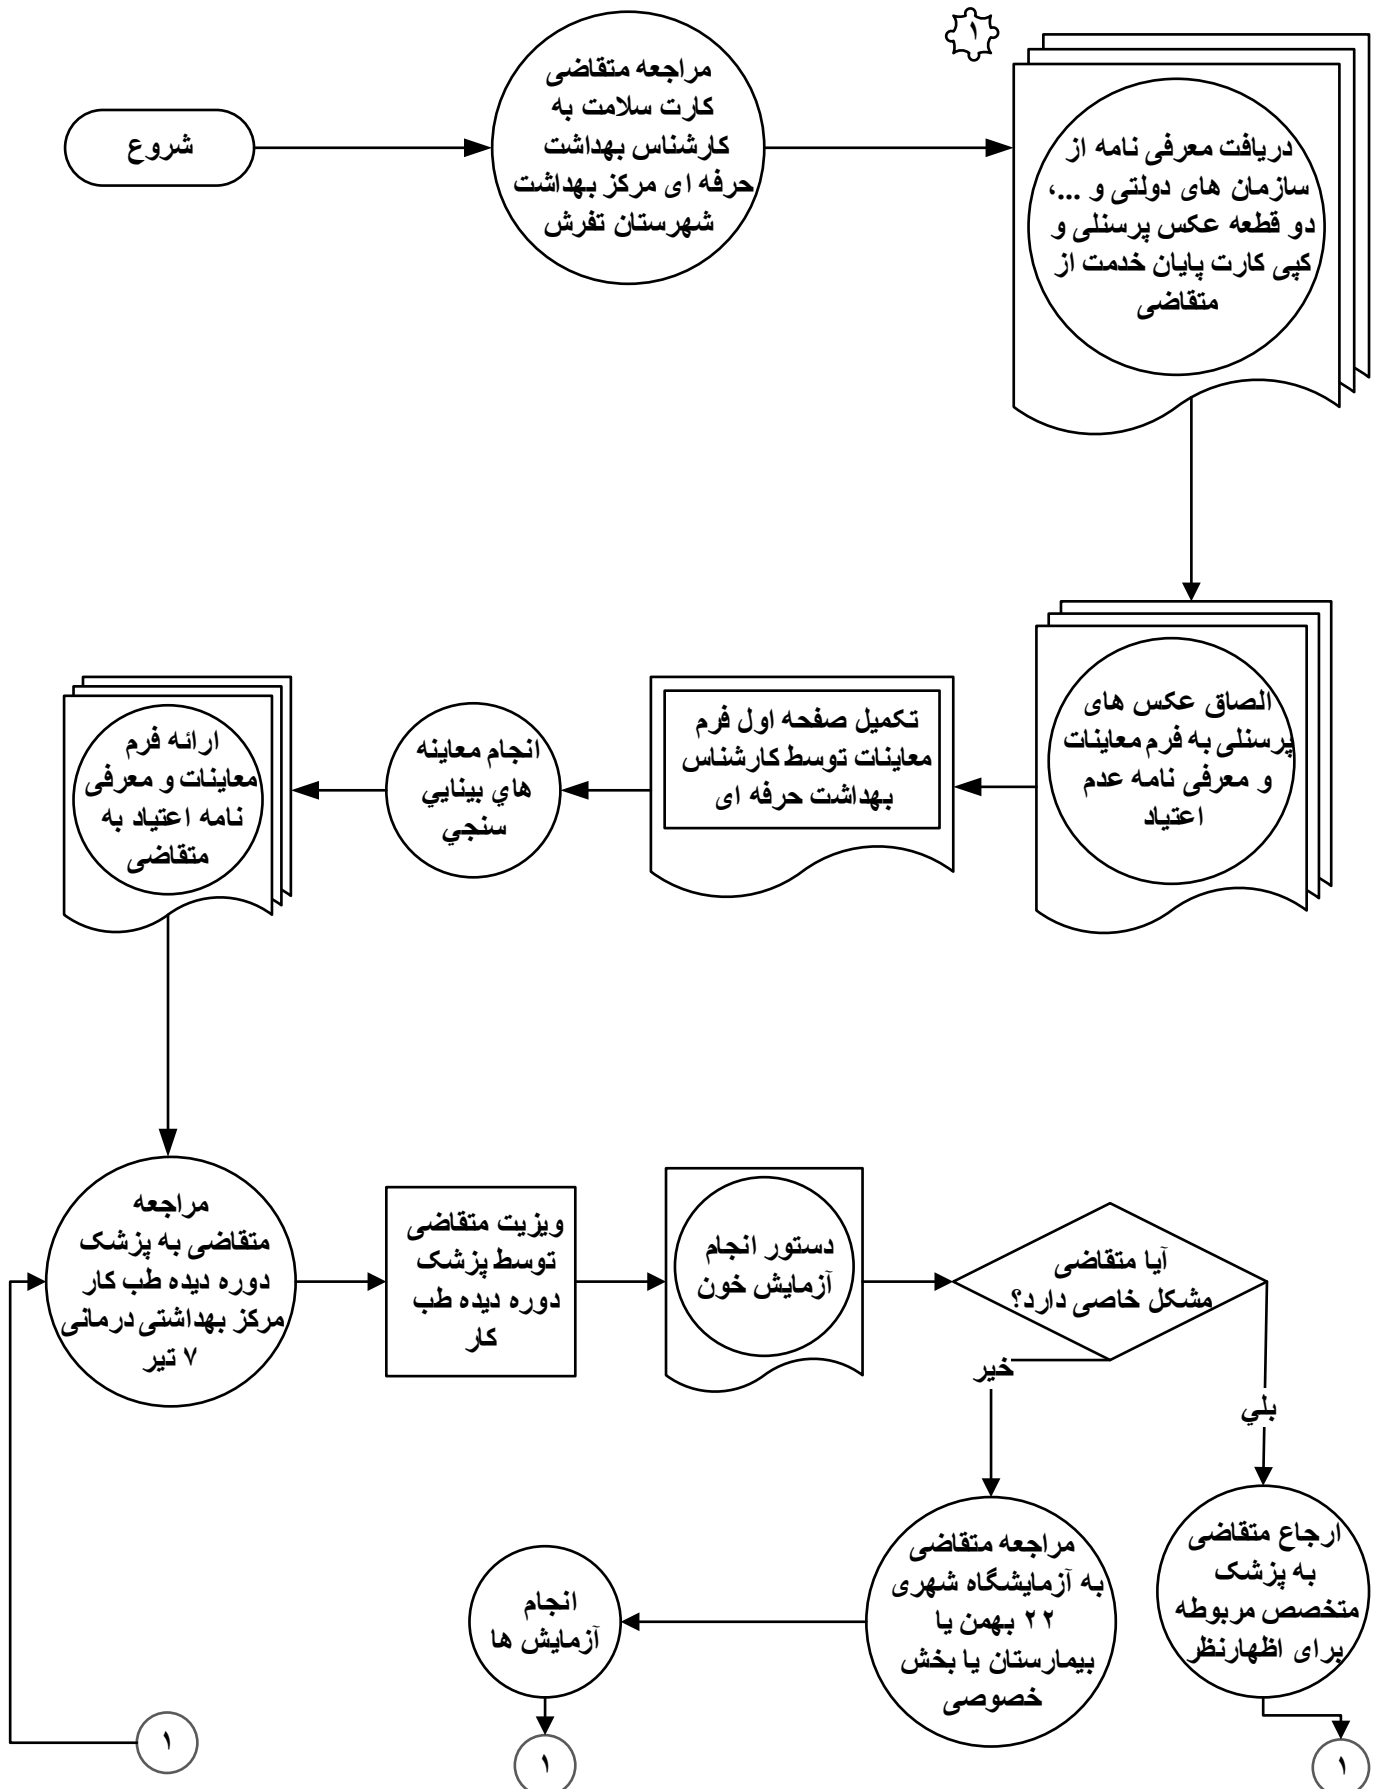 شروع
مراجعه متقاضی
کارت سلامت به
کارشناس بهداشت
حرفه ای مرکز بهداشت
شهرستان تفرش
۱
دریافت معرفی نامه از
سازمان های دولتی و ...،
دو قطعه عکس پرسنلی و
کپی کارت پایان خدمت از
متقاضی
الصاق عکس های
پرسنلی به فرم معاینات
و معرفی نامه عدم
اعتیاد
تکمیل صفحه اول فرم
معاینات توسط کارشناس
بهداشت حرفه ای
انجام معاينه
هاي بينايي
سنجي
ارائه فرم
معاینات و معرفی
نامه اعتیاد به
متقاضی
مراجعه
متقاضی به پزشک
دوره دیده طب کار
مرکز بهداشتی درمانی
۷ تیر
ویزیت متقاضی
توسط پزشک
دوره دیده طب
کار
دستور انجام
آزمایش خون
آیا متقاضی
مشکل خاصی دارد؟
خیر
بلي
ارجاع متقاضی
به پزشک
متخصص مربوطه
برای اظهارنظر
مراجعه متقاضی
به آزمایشگاه شهری
۲۲ بهمن یا
بیمارستان یا بخش
خصوصی
انجام
آزمایش ها
۱
۱
۱